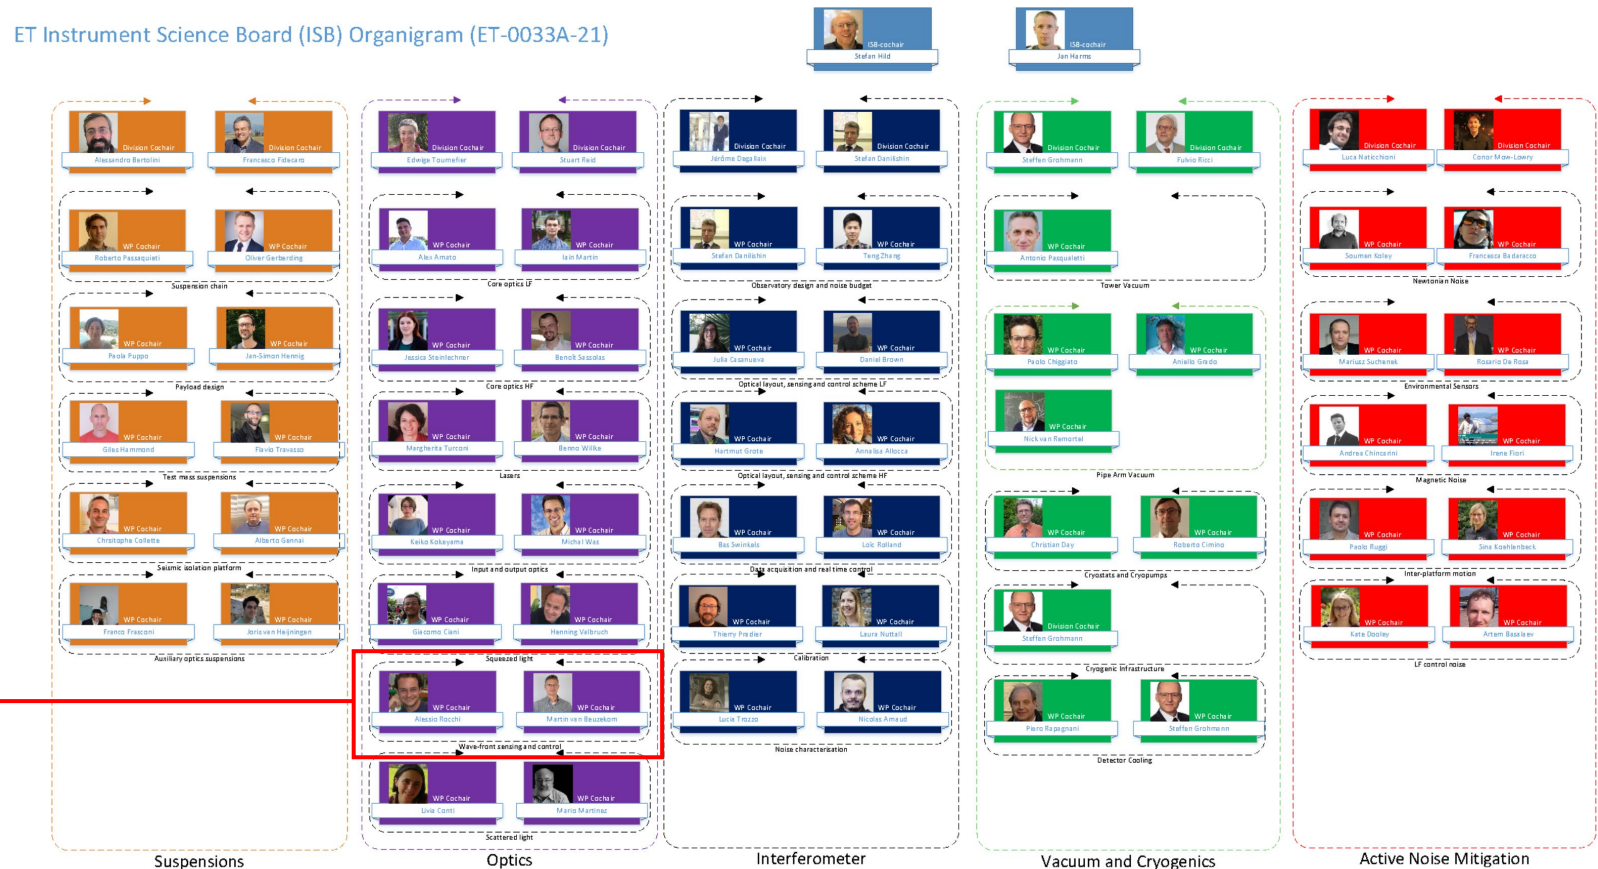 ET Instrument Science Board (ISB) Organigram (ET-0033A-21)
ISB-cochair
Stefan Hild
ISB-cochair
Jan Harms
Division Cochair
Alessandro Bertolini
Division Cochair
Francesco Fidecaro
WP Cochair
Roberto Passaquieti
WP Cochair
Oliver Gerberding
Suspension chain
WP Cochair
Paola Puppo
WP Cochair
Jan-Simon Hennig
Payload design
WP Cochair
Giles Hammond
WP Cochair
Flavio Travasso
Test mass suspensions
WP Cochair
Christophe Collette
WP Cochair
Alberto Gennai
Seismic isolation platform
WP Cochair
Franco Frasconi
WP Cochair
Joris van Heijningen
Auxiliary optics suspensions
Suspensions
Division Cochair
Edwige Tournefier
Division Cochair
Stuart Reid
WP Cochair
Alex Amato
WP Cochair
Iain Martin
Core optics LF
WP Cochair
Jessica Steinlechner
WP Cochair
Benoît Sassolas
Core optics HF
WP Cochair
Margherita Turconi
WP Cochair
Benno Willke
Lasers
WP Cochair
Keiko Kokeyama
WP Cochair
Michal Was
Input and output optics
WP Cochair
Giacomo Ciani
WP Cochair
Henning Vahlbruch
Squeezed light
WP Cochair
Alessio Rocchi
WP Cochair
Martin van Beuzekom
Wave-front sensing and control
WP Cochair
Livia Conti
WP Cochair
Mario Martinez
Scattered light
Optics
Division Cochair
Jérôme Degallaix
Division Cochair
Stefan Danilishin
WP Cochair
Stefan Danilishin
WP Cochair
Teng Zhang
Observatory design and noise budget
WP Cochair
Julia Casanueva
WP Cochair
Daniel Brown
Optical layout, sensing and control scheme LF
WP Cochair
Hartmut Grote
WP Cochair
Annalisa Allocca
Optical layout, sensing and control scheme HF
WP Cochair
Bas Swinkels
WP Cochair
Loïc Rolland
Data acquisition and real time control
WP Cochair
Thierry Pradier
WP Cochair
Laura Nuttall
Calibration
WP Cochair
Lucia Trozzo
WP Cochair
Nicolas Arnaud
Noise characterisation
Interferometer
Division Cochair
Steffen Grohmann
Division Cochair
Fulvio Ricci
WP Cochair
Antonio Pasqualetti
Tower Vacuum
WP Cochair
Paolo Chiggiato
WP Cochair
Aniello Grado
WP Cochair
Nick van Remortel
Pipe Arm Vacuum
WP Cochair
Christian Day
WP Cochair
Roberto Cimino
Cryostats and Cryopumps
Division Cochair
Steffen Grohmann
Cryogenic Infrastructure
WP Cochair
Piero Rapagnani
WP Cochair
Steffen Grohmann
Detector Cooling
Vacuum and Cryogenics
Division Cochair
Luca Naticchioni
Division Cochair
Conor Mow-Lowry
WP Cochair
Soumen Koley
WP Cochair
Francesca Badaracco
Newtonian Noise
WP Cochair
Mariusz Suchenek
WP Cochair
Rosario De Rosa
Environmental Sensors
WP Cochair
Andrea Chincarini
WP Cochair
Irene Fiori
Magnetic Noise
WP Cochair
Paolo Ruggi
WP Cochair
Sina Koehlenbeck
Inter-platform motion
WP Cochair
Kate Dooley
WP Cochair
Artem Basalaev
LF control noise
Active Noise Mitigation